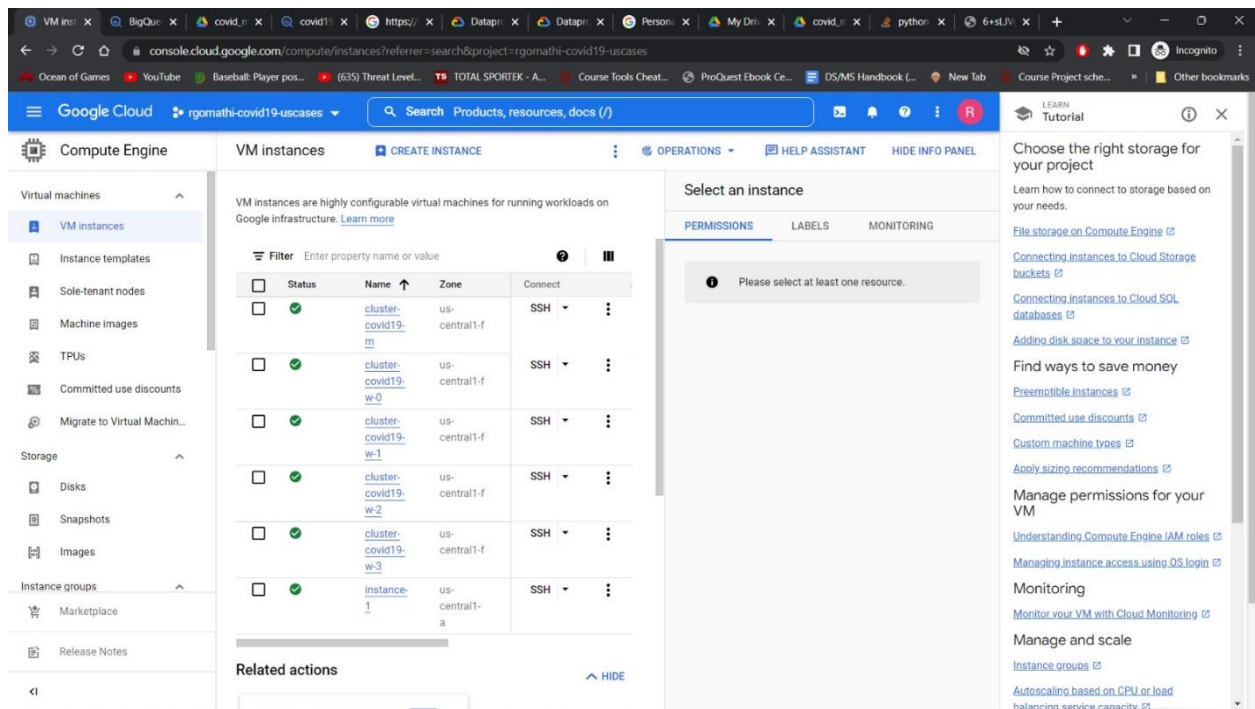 VM inst
BigQue
covid_n
covid19
https://
Datapro
Datapro
Persona
My Driv
covid_n
python
6+sLIV
Incognito
console.cloud.google.com/compute/instances?referrer=search&project=rgomathi-covid19-uscases
Ocean of Games
YouTube
Baseball: Player pos...
(635) Threat Level...
TS TOTAL SPORTEK - A...
Course Tools Cheat...
ProQuest Ebook Ce...
DS/MS Handbook (...
New Tab
Course Project sche...
»
Other bookmarks
Google Cloud
rgomathi-covid19-uscases
Search Products, resources, docs (/)
R
LEARN
Tutorial
Compute Engine
VM instances
CREATE INSTANCE
OPERATIONS
HELP ASSISTANT
HIDE INFO PANEL
Virtual machines
VM instances
Instance templates
Sole-tenant nodes
Machine images
TPUs
Committed use discounts
Migrate to Virtual Machin...
Storage
Disks
Snapshots
Images
Instance groups
Marketplace
Release Notes
VM instances are highly configurable virtual machines for running workloads on
Google infrastructure. Learn more
Filter Enter property name or value
Status Name Zone Connect
cluster-
covid19-
m
us-
central1-f
SSH
cluster-
covid19-
w-0
us-
central1-f
SSH
cluster-
covid19-
w-1
us-
central1-f
SSH
cluster-
covid19-
w-2
us-
central1-f
SSH
cluster-
covid19-
w-3
us-
central1-f
SSH
instance-
1
us-
central1-
a
SSH
Related actions
HIDE
Select an instance
PERMISSIONS
LABELS
MONITORING
Please select at least one resource.
Choose the right storage for
your project
Learn how to connect to storage based on
your needs.
File storage on Compute Engine
Connecting instances to Cloud Storage
buckets
Connecting instances to Cloud SQL
databases
Adding disk space to your instance
Find ways to save money
Preemptible instances
Committed use discounts
Custom machine types
Apply sizing recommendations
Manage permissions for your
VM
Understanding Compute Engine IAM roles
Managing instance access using OS login
Monitoring
Monitor your VM with Cloud Monitoring
Manage and scale
Instance groups
Autoscaling based on CPU or load
balancing service capacity